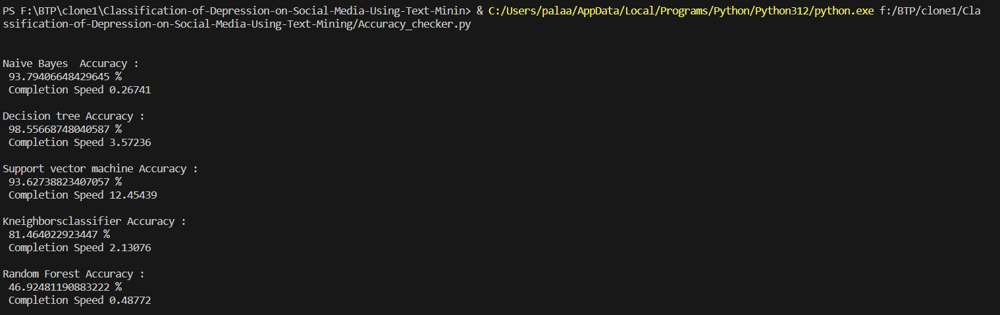 PS F:\BTP\clone1\Classification-of-Depression-on-Social-Media-Using-Text-Minin> & C:/Users/palaa/AppData/Local/Programs/Python/Python312/python.exe f:/BTP/clone1/Cla
ssification-of-Depression-on-Social-Media-Using-Text-Mining/Accuracy_checker.py
Naive Bayes  Accuracy :
93.79406648429645 %
Completion Speed 0.26741
Decision tree Accuracy :
98.55668748040587 %
Completion Speed 3.57236
Support vector machine Accuracy :
93.62738823407057 %
Completion Speed 12.45439
Kneighborsclassifier Accuracy :
81.464022923447 %
Completion Speed 2.13076
Random Forest Accuracy :
46.92481190883222 %
Completion Speed 0.48772